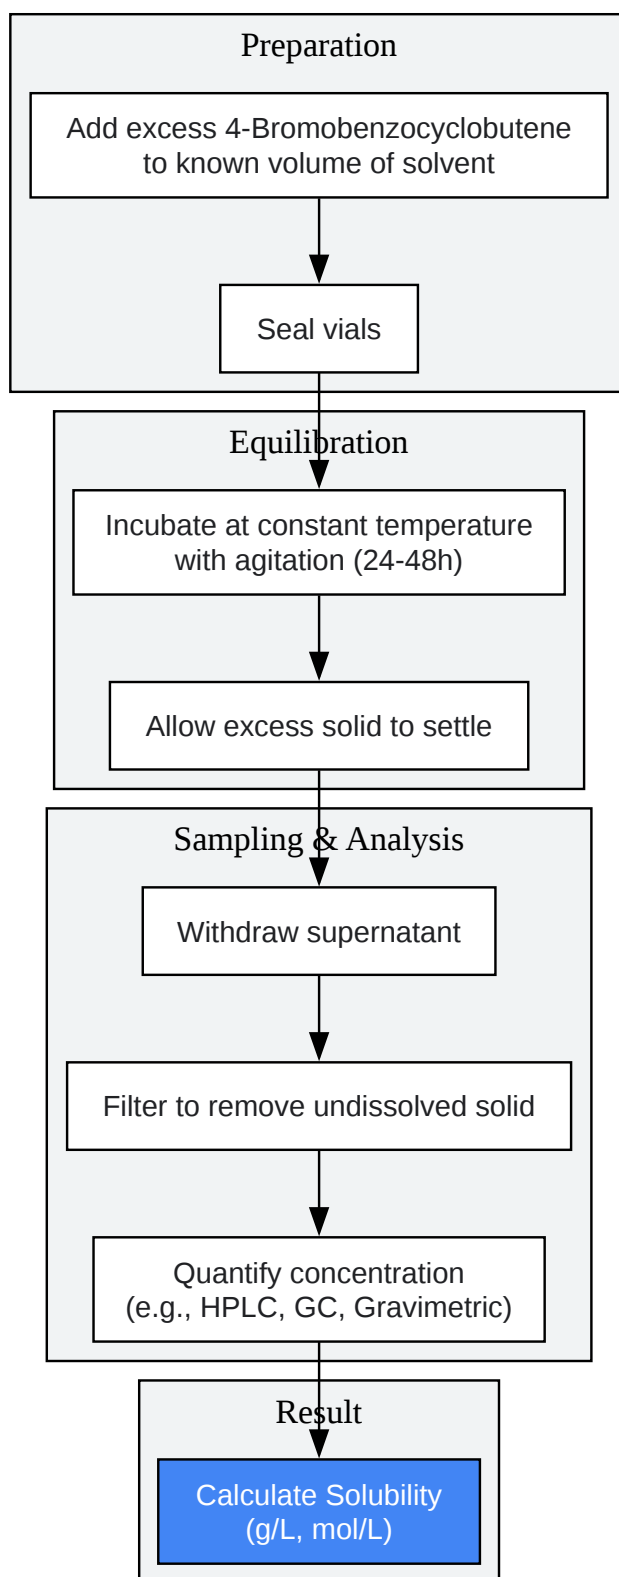 Preparation
Add excess 4-Bromobenzocyclobutene
to known volume of solvent
Seal vials
Equilibration
Incubate at constant temperature
with agitation (24-48h)
Allow excess solid to settle
Sampling & Analysis
Withdraw supernatant
Filter to remove undissolved solid
Quantify concentration
(e.g., HPLC, GC, Gravimetric)
Result
Calculate Solubility
(g/L, mol/L)